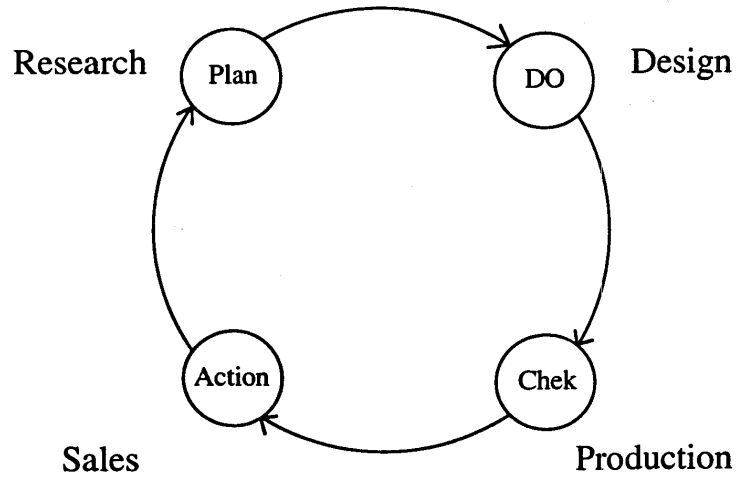 Research
Plan
DO
Design
Action
Chek
Sales
Production